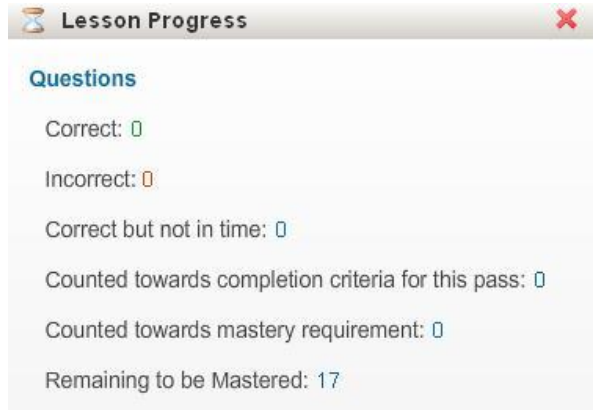 Lesson Progress
Questions
Correct: 0
Incorrect: 0
Correct but not in time: 0
Counted towards completion criteria for this pass: 0
Counted towards mastery requirement: 0
Remaining to be Mastered: 17